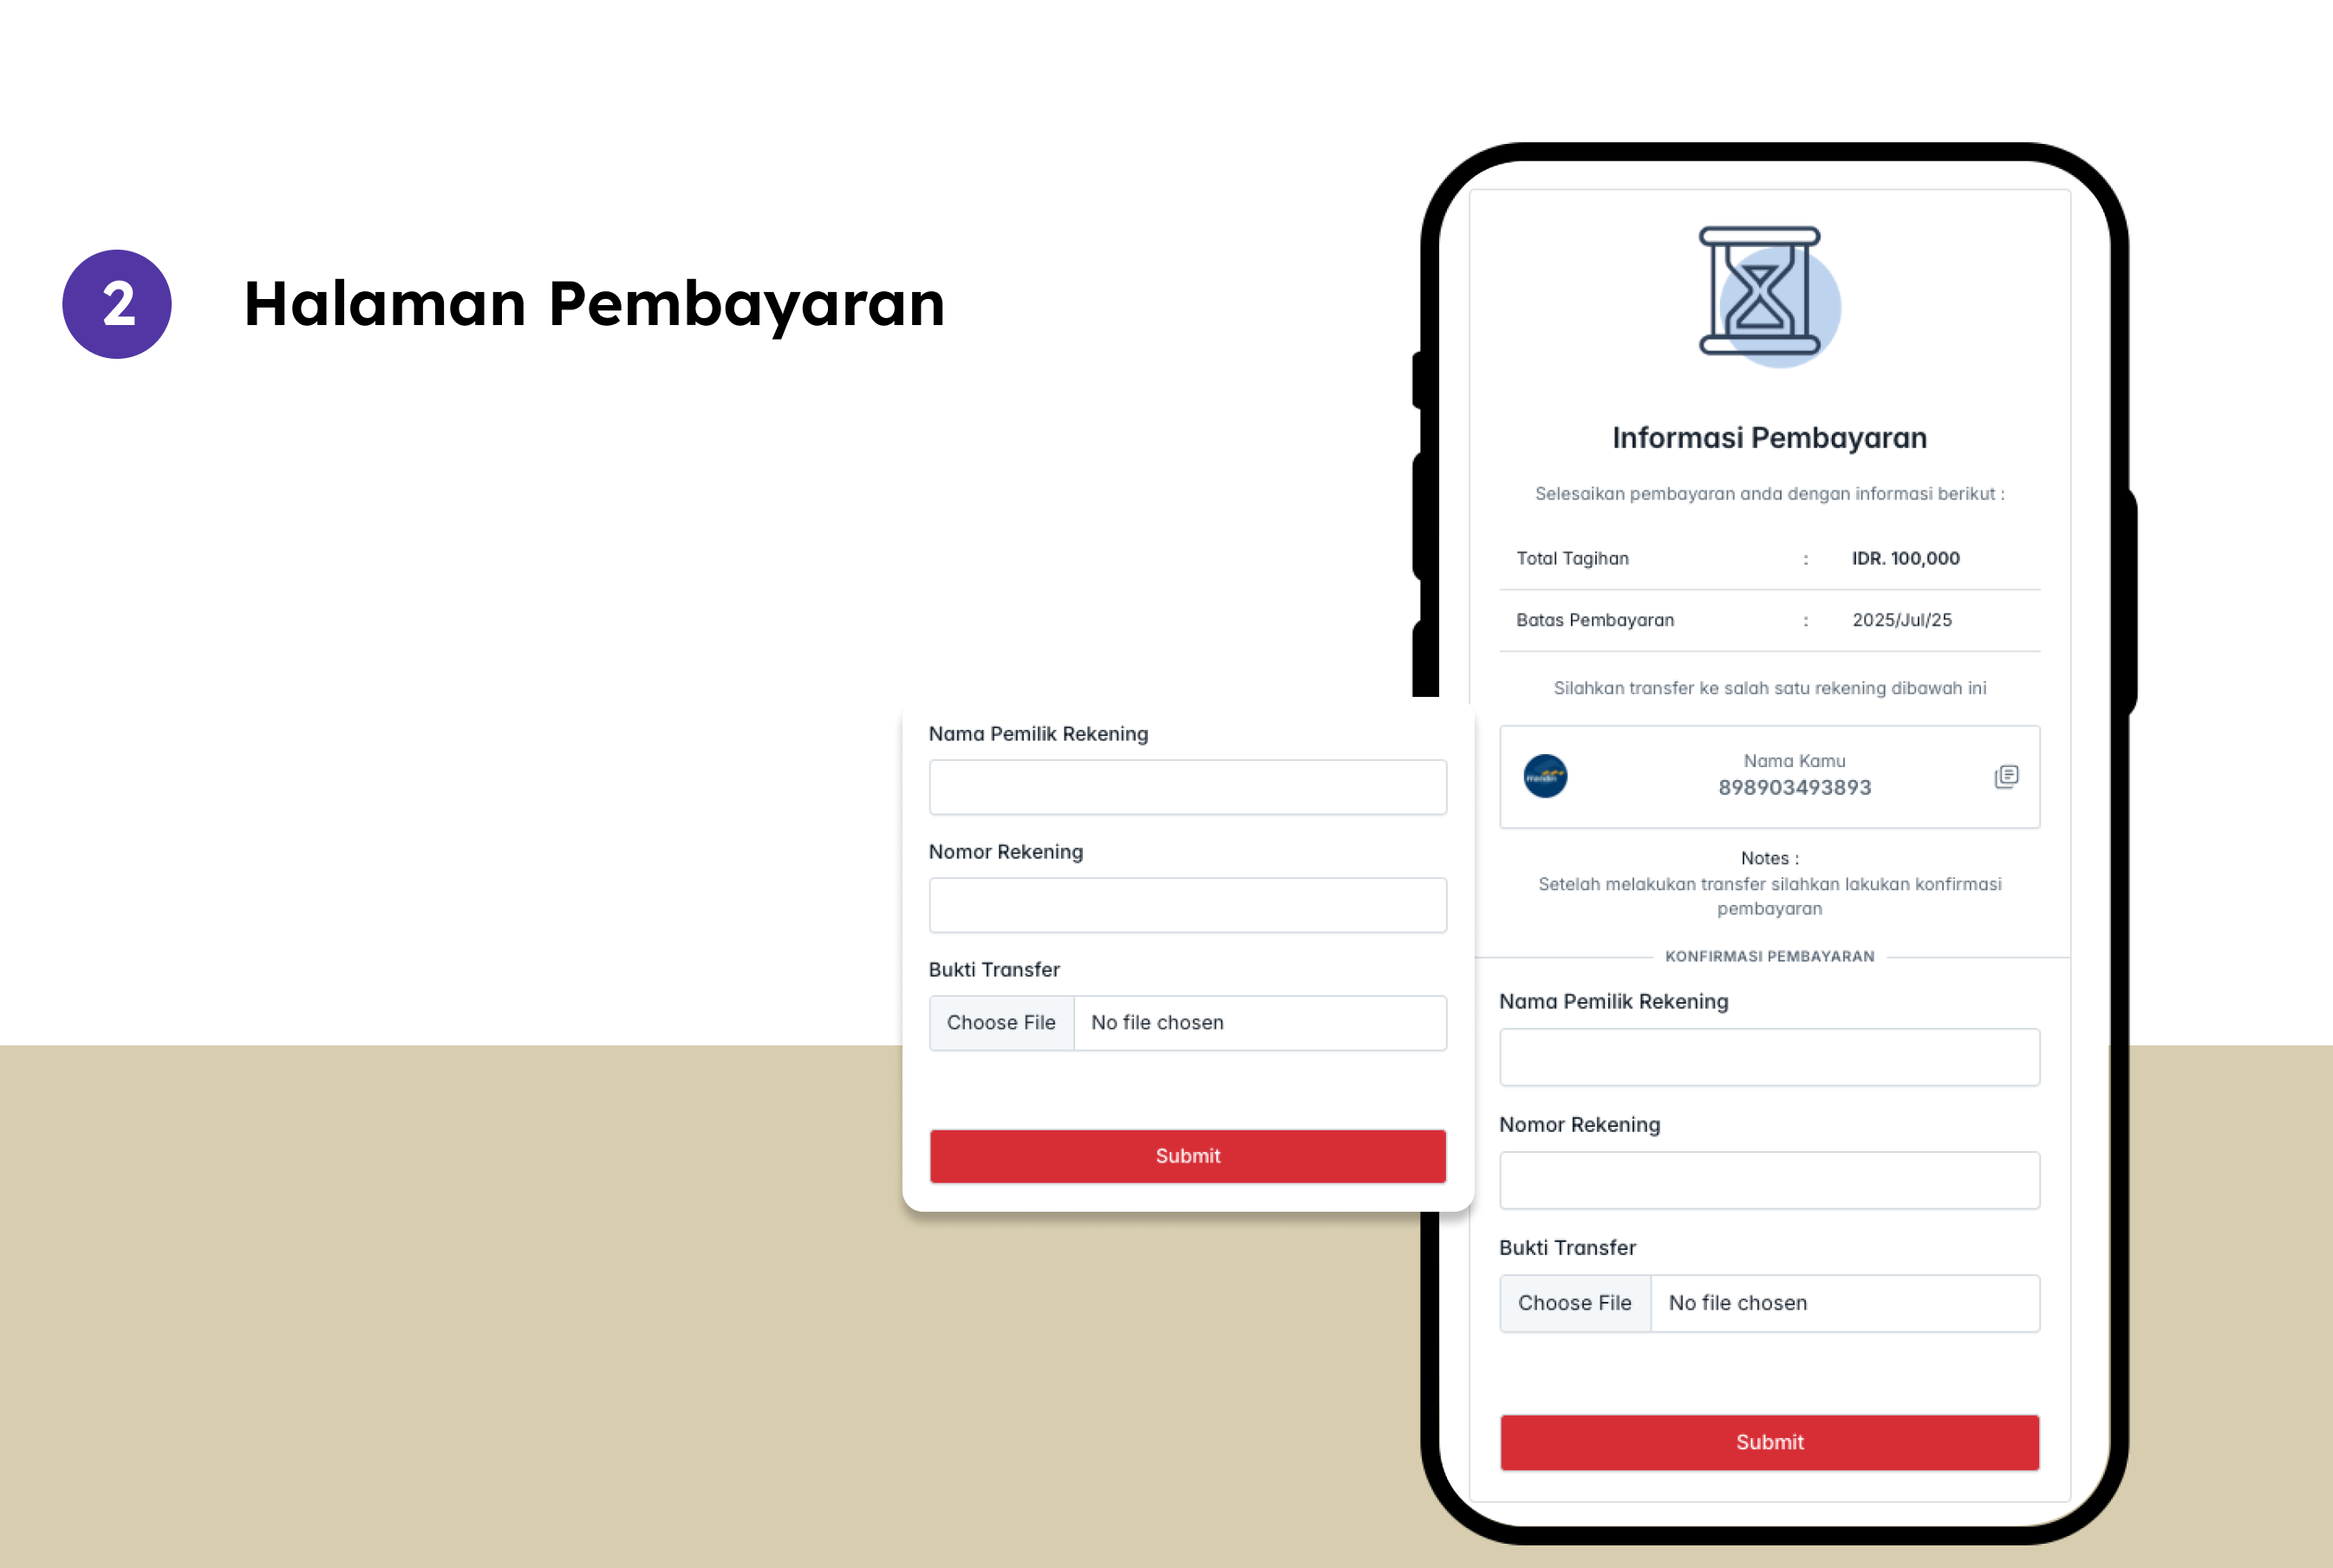 2
Halaman Pembayaran
Informasi Pembayaran
Selesaikan pembayaran anda dengan informasi berikut :
Total Tagihan : IDR. 100,000
Batas Pembayaran : 2025/Jul/25
Silahkan transfer ke salah satu rekening dibawah ini
mandiri
Nama Kamu
898903493893
Notes :
Setelah melakukan transfer silahkan lakukan konfirmasi
pembayaran
KONFIRMASI PEMBAYARAN
Nama Pemilik Rekening
Nomor Rekening
Bukti Transfer
Choose File No file chosen
Submit
Nama Pemilik Rekening
Nomor Rekening
Bukti Transfer
Choose File No file chosen
Submit